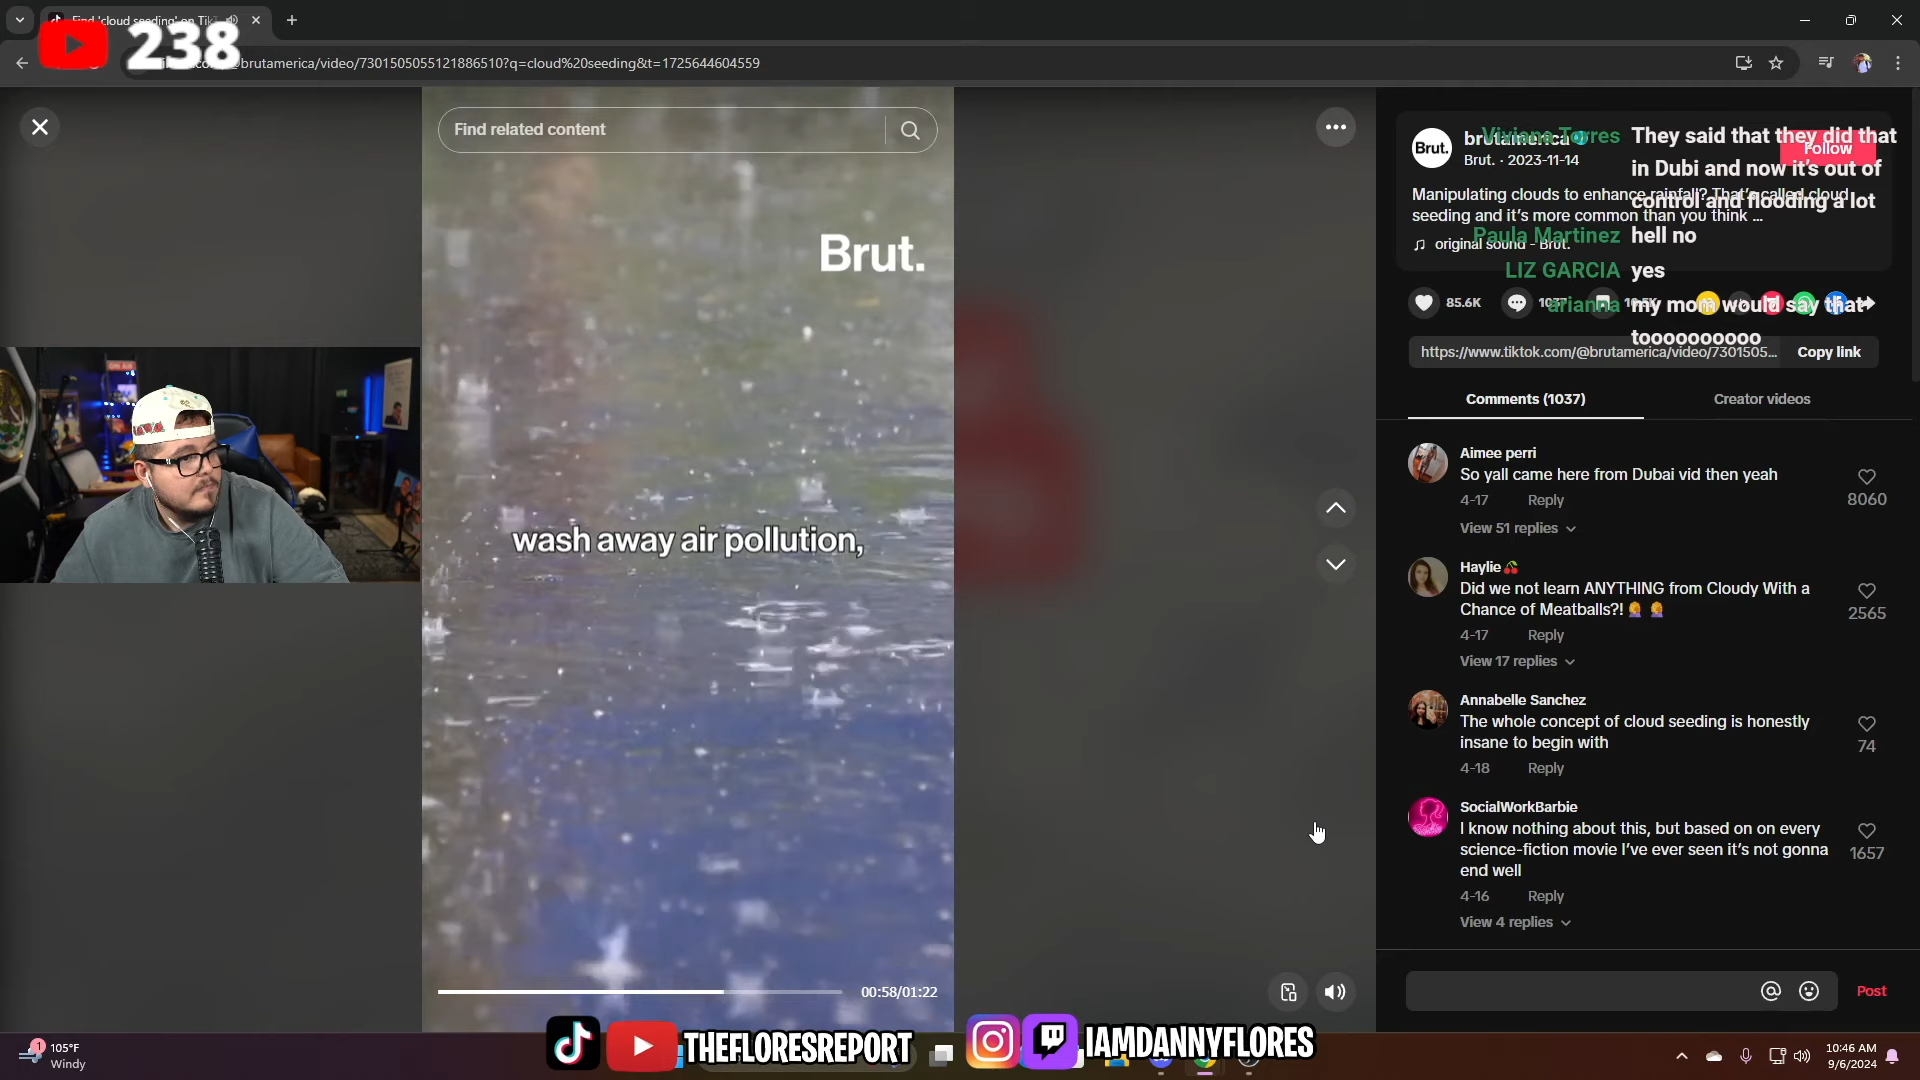 Find 'cloud seeding' on Tik
238
brutamerica/video/7301505055121886510?q=cloud%20seeding&t=1725644604559
Find related content
Brut.
wash away air pollution,
00:58/01:22
Brut.
brutamerica
Brut. · 2023-11-14
Follow
Manipulating clouds to enhance rainfall? That's called cloud
seeding and it's more common than you think ...
original sound - Brut.
Viviana Torres They said that they did that
in Dubi and now it's out of
control and flooding a lot
Paula Martinez hell no
LIZ GARCIA yes
arianna my mom would say that
toooooooooo
85.6K
1037
https://www.tiktok.com/@brutamerica/video/7301505...
Copy link
Comments (1037)
Creator videos
Aimee perri
So yall came here from Dubai vid then yeah
4-17 Reply
8060
View 51 replies
Haylie
Did we not learn ANYTHING from Cloudy With a
Chance of Meatballs?!
2565
4-17 Reply
View 17 replies
Annabelle Sanchez
The whole concept of cloud seeding is honestly
insane to begin with
74
4-18 Reply
SocialWorkBarbie
I know nothing about this, but based on on every
science-fiction movie I've ever seen it's not gonna
end well
1657
4-16 Reply
View 4 replies
Post
THEFLORESREPORT
IAMDANNYFLORES
1
105°F
Windy
10:46 AM
9/6/2024